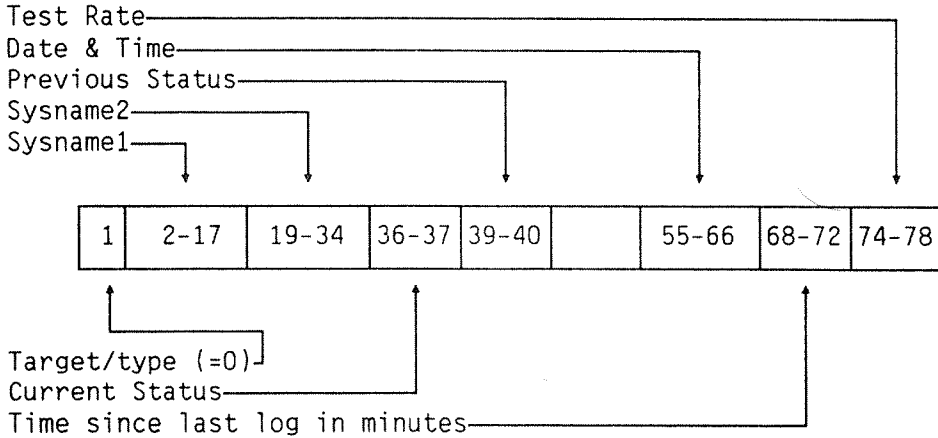 Test Rate
Date & Time
Previous Status
Sysname2
Sysname1
1 2-17 19-34 36-37 39-40 55-66 68-72 74-78
Target/type (=0)
Current Status
Time since last log in minutes